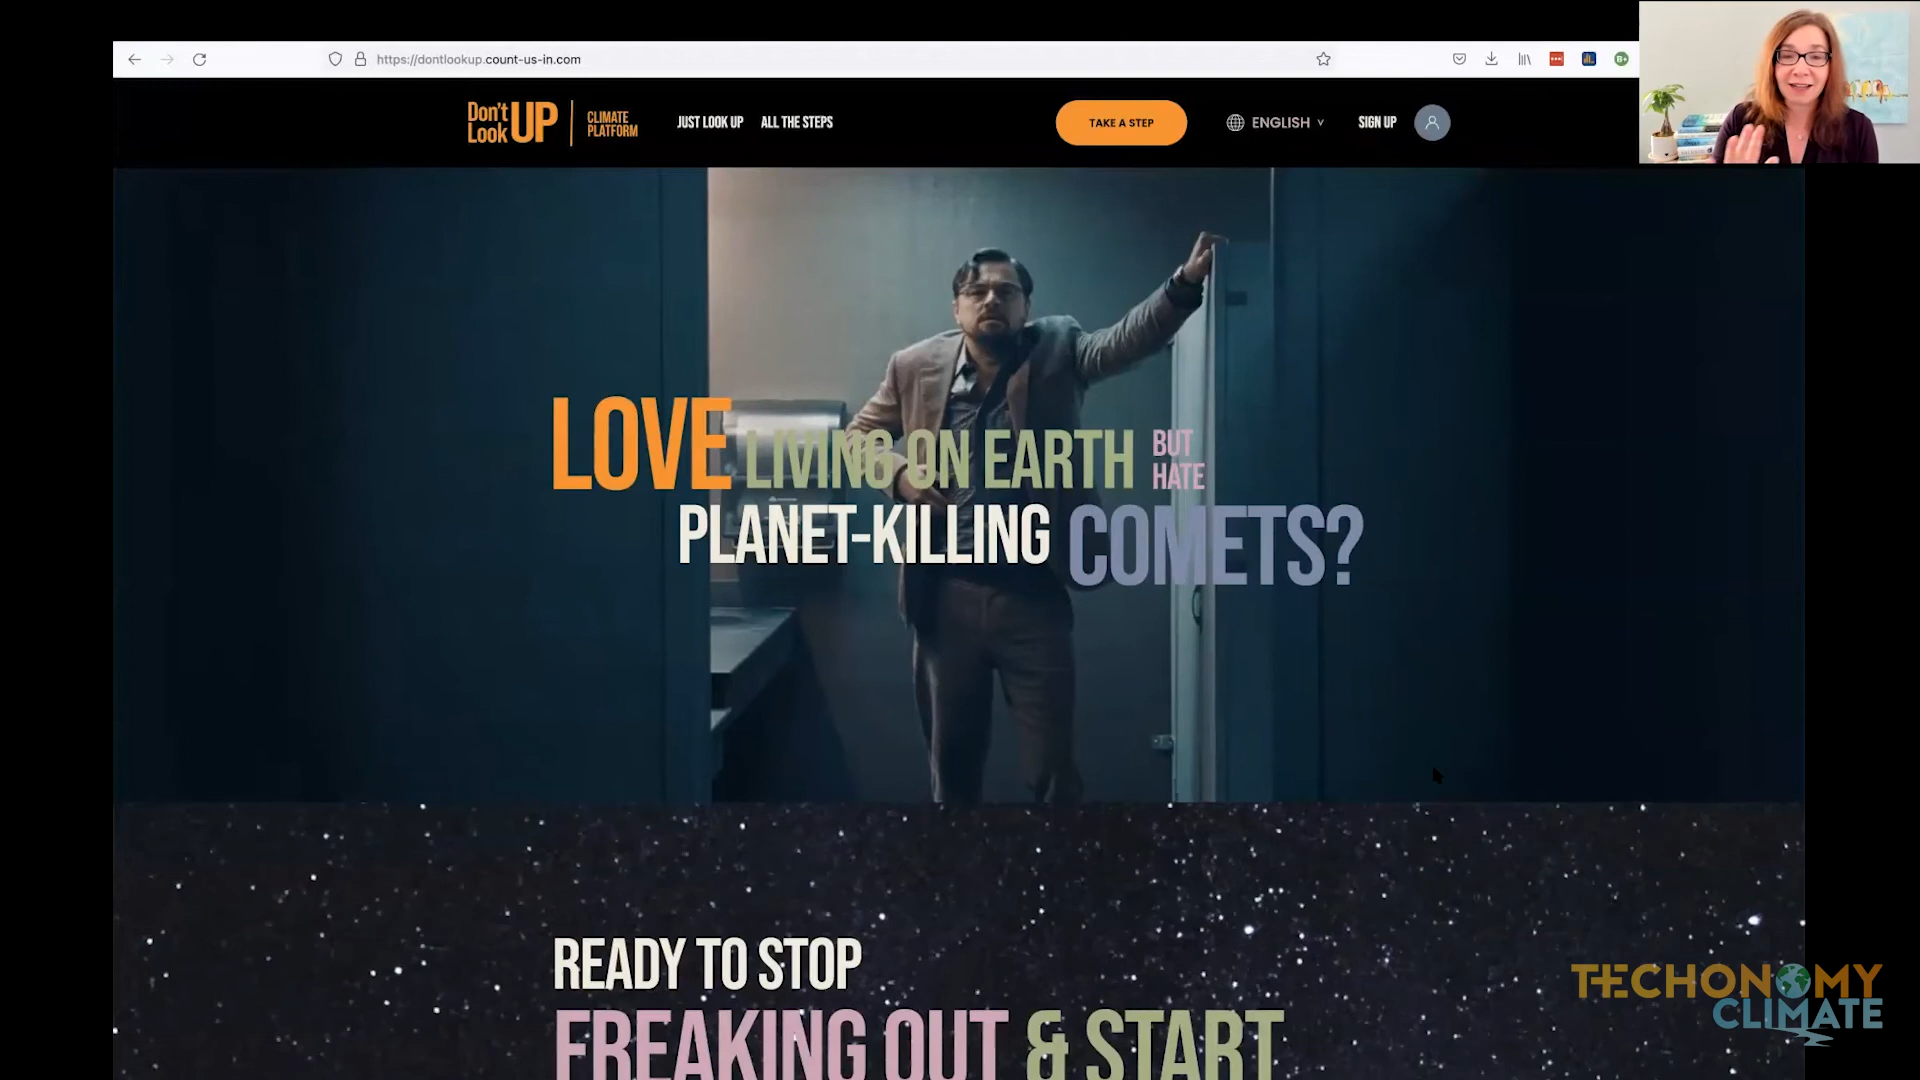 https://dontlookup.count-us-in.com
Don't
Look UP
CLIMATE
PLATFORM
JUST LOOK UP
ALL THE STEPS
TAKE A STEP
ENGLISH
SIGN UP
LOVE LIVING ON EARTH BUT HATE
PLANET-KILLING COMETS?
READY TO STOP
FREAKING OUT & START
TECHONOMY
CLIMATE